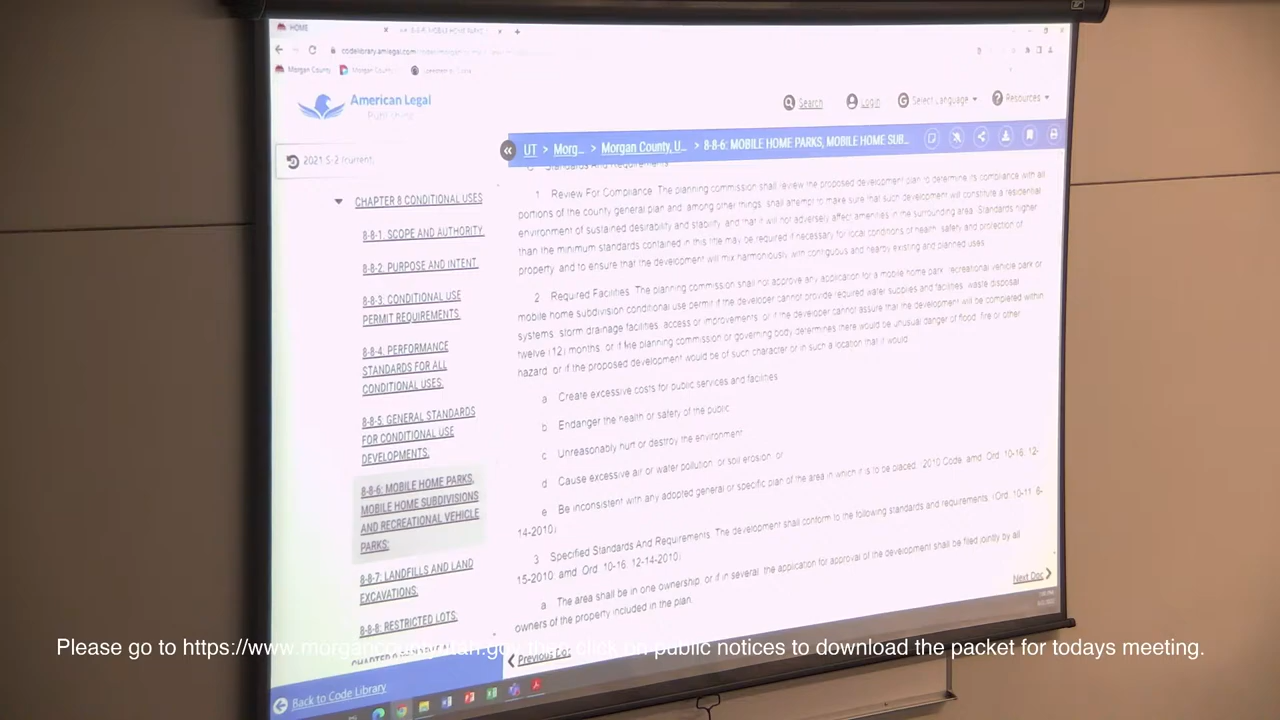 HOME
8-8-6: MOBILE HOME PARKS,
codelibrary.amlegal.com
Morgan County
Morgan County
American Legal
Search
Login
Select Language
Resources
2021 S-2 (current)
UT > Morg... > Morgan County, U... > 8-8-6: MOBILE HOME PARKS, MOBILE HOME SUB...
CHAPTER 8 CONDITIONAL USES
8-8-1: SCOPE AND AUTHORITY:
8-8-2: PURPOSE AND INTENT:
8-8-3: CONDITIONAL USE
PERMIT REQUIREMENTS:
8-8-4: PERFORMANCE
STANDARDS FOR ALL
CONDITIONAL USES:
8-8-5: GENERAL STANDARDS
FOR CONDITIONAL USE
DEVELOPMENTS:
8-8-6: MOBILE HOME PARKS,
MOBILE HOME SUBDIVISIONS
AND RECREATIONAL VEHICLE
PARKS:
8-8-7: LANDFILLS AND LAND
EXCAVATIONS:
8-8-8: RESTRICTED LOTS:
Back to Code Library
Standards And Requirements:
1. Review For Compliance: The planning commission shall review the proposed development plan to determine its compliance with all
portions of the county general plan and, among other things, shall attempt to make sure that such development will constitute a residential
environment of sustained desirability and stability, and that it will not adversely affect amenities in the surrounding area. Standards higher
than the minimum standards contained in this title may be required if necessary for local conditions of health, safety and protection of
property, and to ensure that the development will mix harmoniously with contiguous and nearby existing and planned uses.
2. Required Facilities: The planning commission shall not approve any application for a mobile home park, recreational vehicle park or
mobile home subdivision conditional use permit if the developer cannot provide required water supplies and facilities, waste disposal
systems, storm drainage facilities, access or improvements, or if the developer cannot assure that the development will be completed within
twelve (12) months, or if the planning commission or governing body determines there would be unusual danger of flood, fire or other
hazard, or if the proposed development would be of such character or in such a location that it would:
a. Create excessive costs for public services and facilities
b. Endanger the health or safety of the public
c. Unreasonably hurt or destroy the environment
d. Cause excessive air or water pollution, or soil erosion, or
e. Be inconsistent with any adopted general or specific plan of the area in which it is to be placed. (2010 Code; amd. Ord. 10-16, 12-
14-2010)
3. Specified Standards And Requirements: The development shall conform to the following standards and requirements: (Ord. 10-11, 6-
15-2010; amd. Ord. 10-16, 12-14-2010)
a. The area shall be in one ownership, or if in several, the application for approval of the development shall be filed jointly by all
owners of the property included in the plan.
Previous Doc
Next Doc
Please go to https://www.morgancountyutah.gov then click on public notices to download the packet for todays meeting.